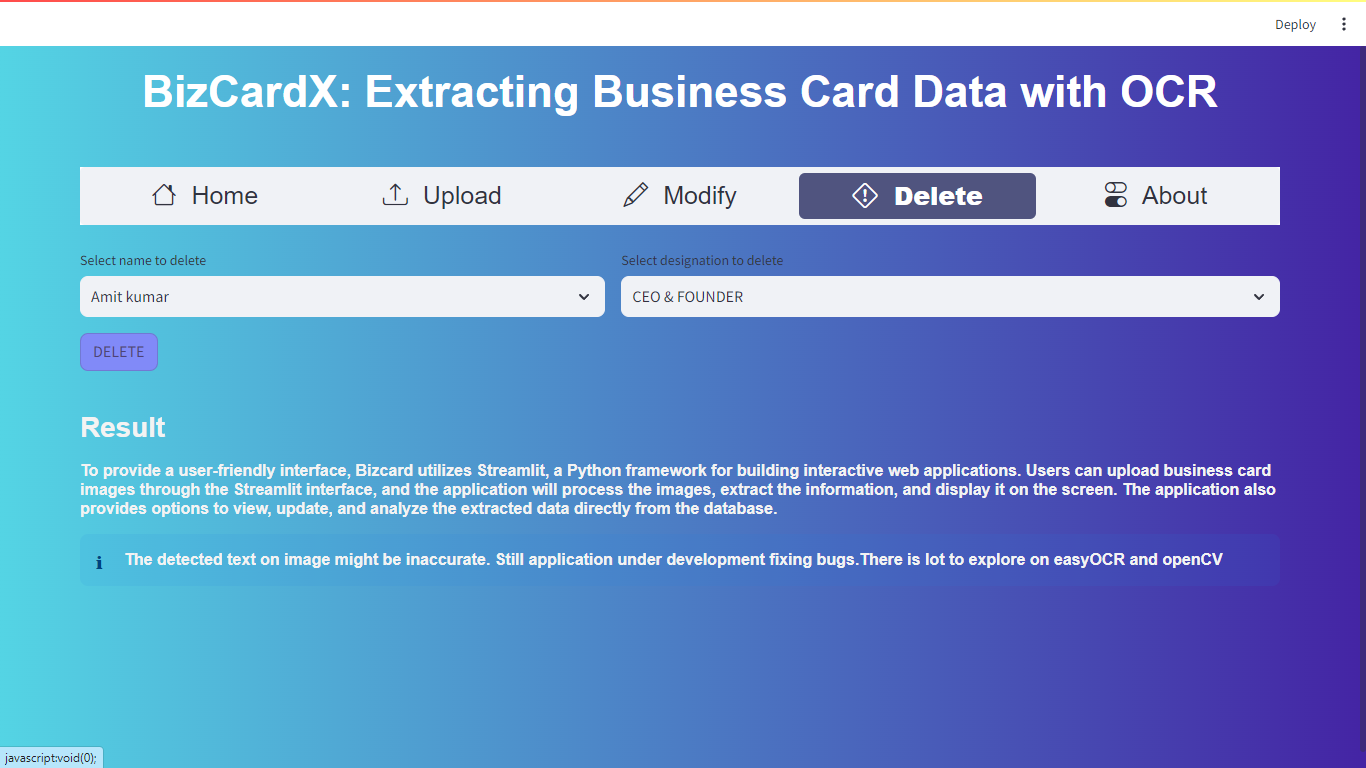 Deploy
BizCardX: Extracting Business Card Data with OCR
Home
Upload
Modify
Delete
About
Select name to delete
Select designation to delete
Amit kumar
CEO & FOUNDER
DELETE
Result
To provide a user-friendly interface, Bizcard utilizes Streamlit, a Python framework for building interactive web applications. Users can upload business card
images through the Streamlit interface, and the application will process the images, extract the information, and display it on the screen. The application also
provides options to view, update, and analyze the extracted data directly from the database.
The detected text on image might be inaccurate. Still application under development fixing bugs.There is lot to explore on easyOCR and openCV
javascript:void(0);